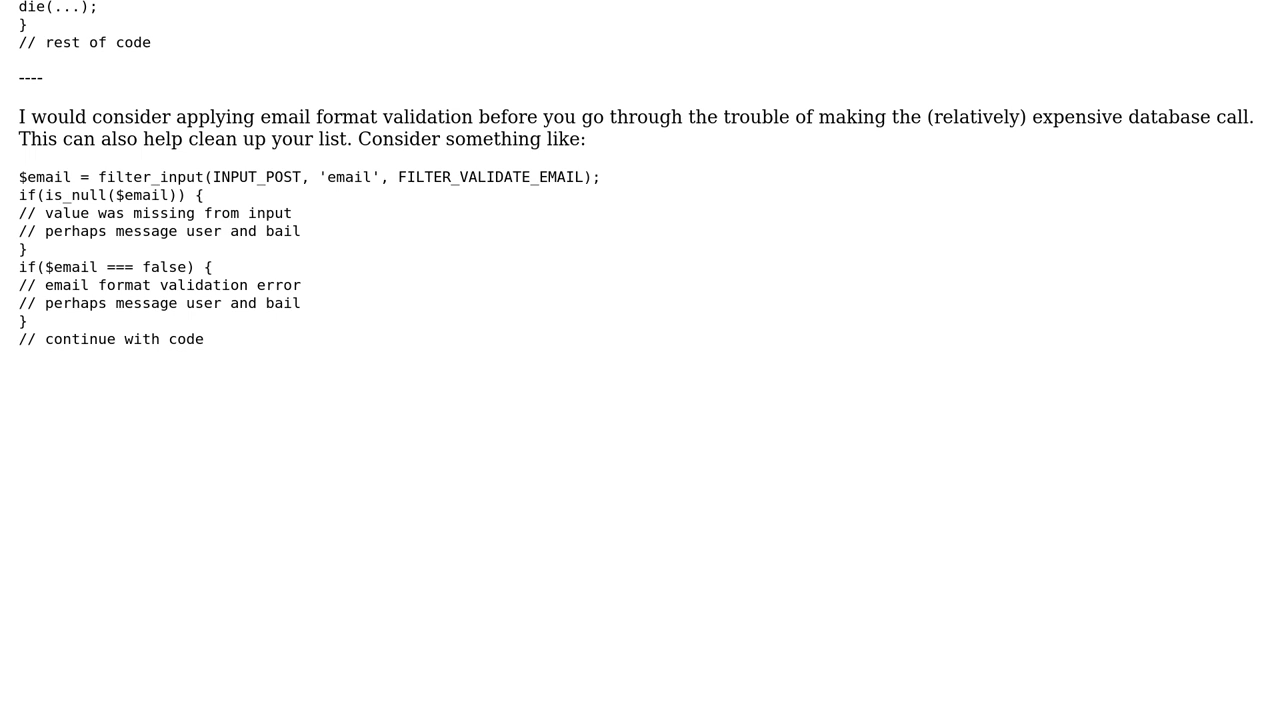 die(...);
}
// rest of code
----
I would consider applying email format validation before you go through the trouble of making the (relatively) expensive database call.
This can also help clean up your list. Consider something like:
$email = filter_input(INPUT_POST, 'email', FILTER_VALIDATE_EMAIL);
if(is_null($email)) {
// value was missing from input
// perhaps message user and bail
}
if($email === false) {
// email format validation error
// perhaps message user and bail
}
// continue with code